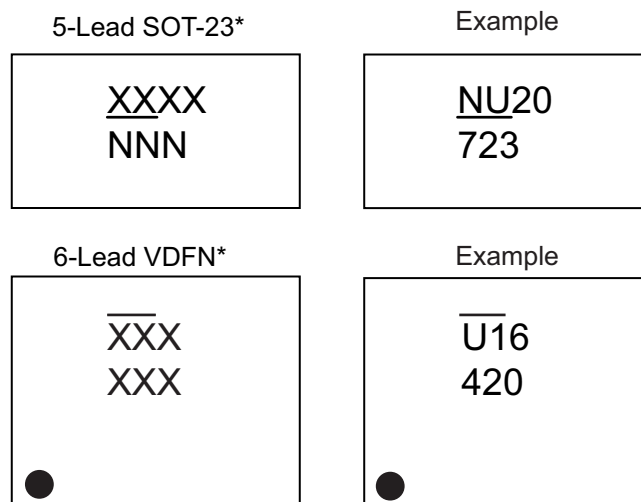 5-Lead SOT-23*
Example
XXXX
NNN
NU20
723
6-Lead VDFN*
Example
XXX
XXX
U16
420